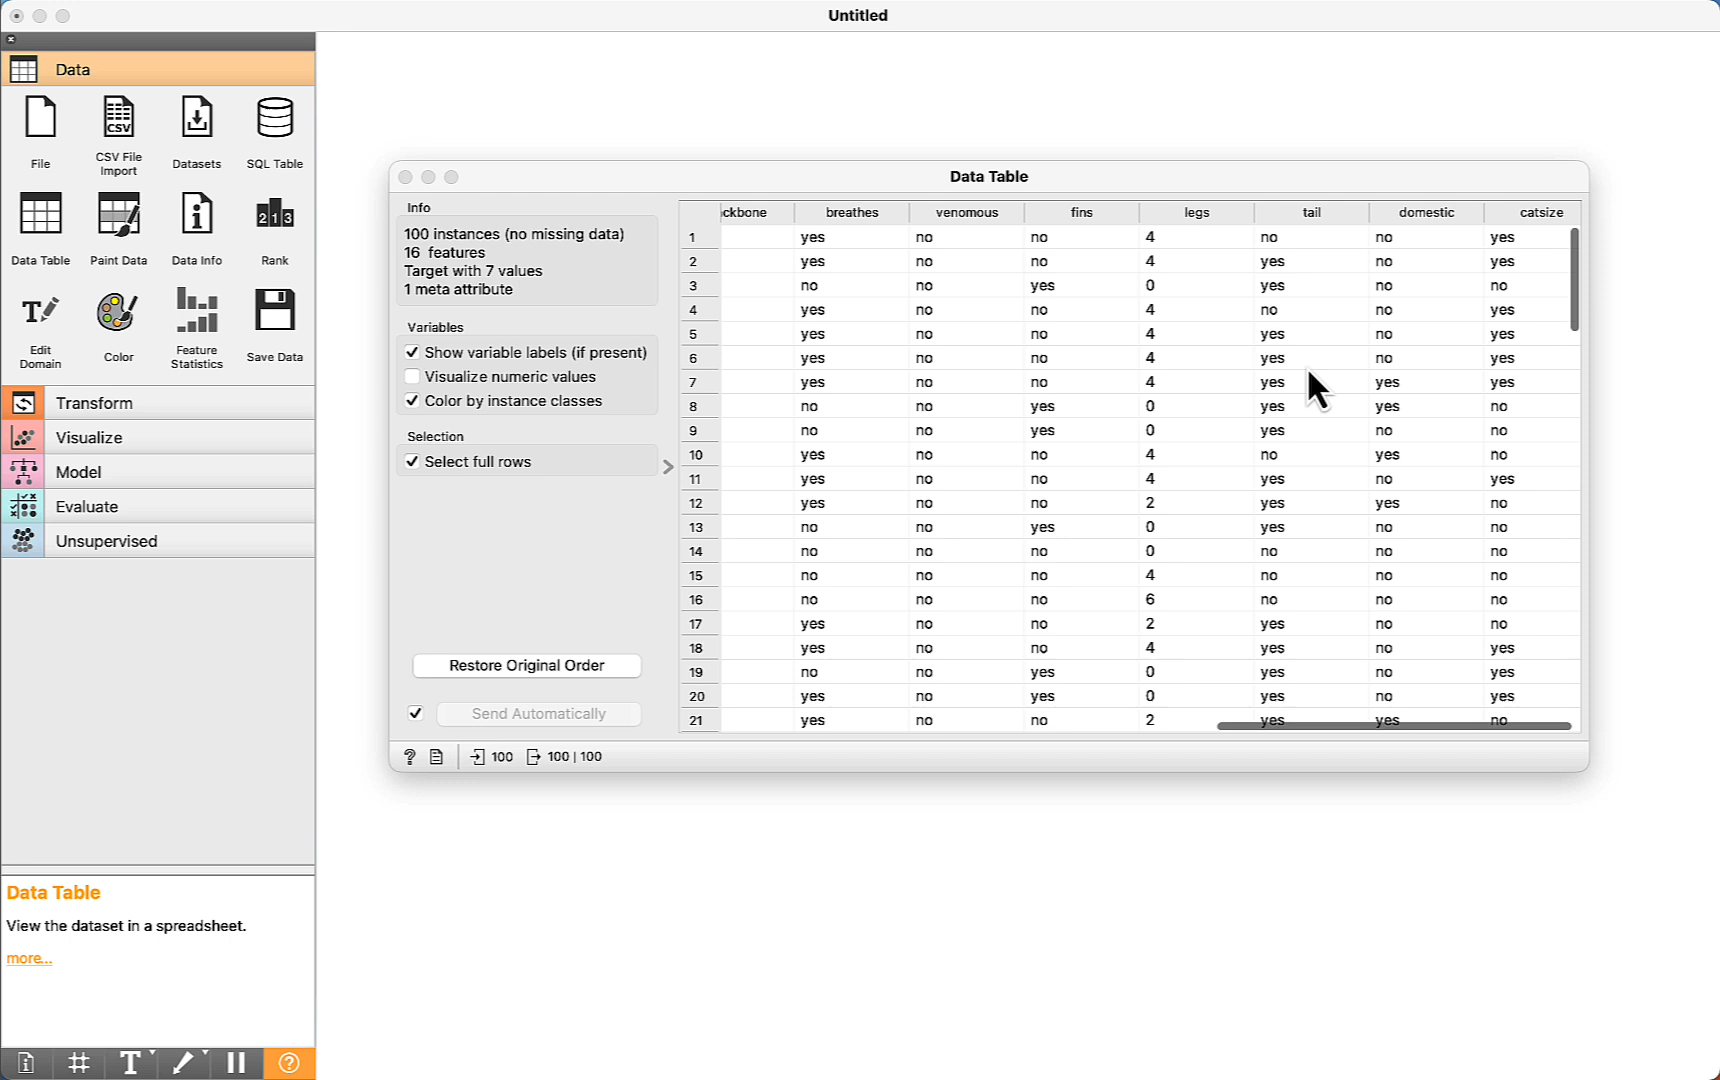 Untitled
Data
File
CSV File
Import
Datasets
SQL Table
Data Table
Paint Data
Data Info
Rank
Edit
Domain
Color
Feature
Statistics
Save Data
Transform
Visualize
Model
Evaluate
Unsupervised
Data Table
View the dataset in a spreadsheet.
more...
Data Table
Info
100 instances (no missing data)
16 features
Target with 7 values
1 meta attribute
Variables
Show variable labels (if present)
Visualize numeric values
Color by instance classes
Selection
Select full rows
Restore Original Order
Send Automatically
? 100 100 | 100
ckbone breathes venomous fins legs tail domestic catsize
1 yes no no 4 no no yes
2 yes no no 4 yes no yes
3 no no yes 0 yes no no
4 yes no no 4 no no yes
5 yes no no 4 yes no yes
6 yes no no 4 yes no yes
7 yes no no 4 yes yes yes
8 no no yes 0 yes yes no
9 no no yes 0 yes no no
10 yes no no 4 no yes no
11 yes no no 4 yes no yes
12 yes no no 2 yes yes no
13 no no yes 0 yes no no
14 no no no 0 no no no
15 no no no 4 no no no
16 no no no 6 no no no
17 yes no no 2 yes no no
18 yes no no 4 yes no yes
19 no no yes 0 yes no yes
20 yes no yes 0 yes no yes
21 yes no no 2 yes yes no